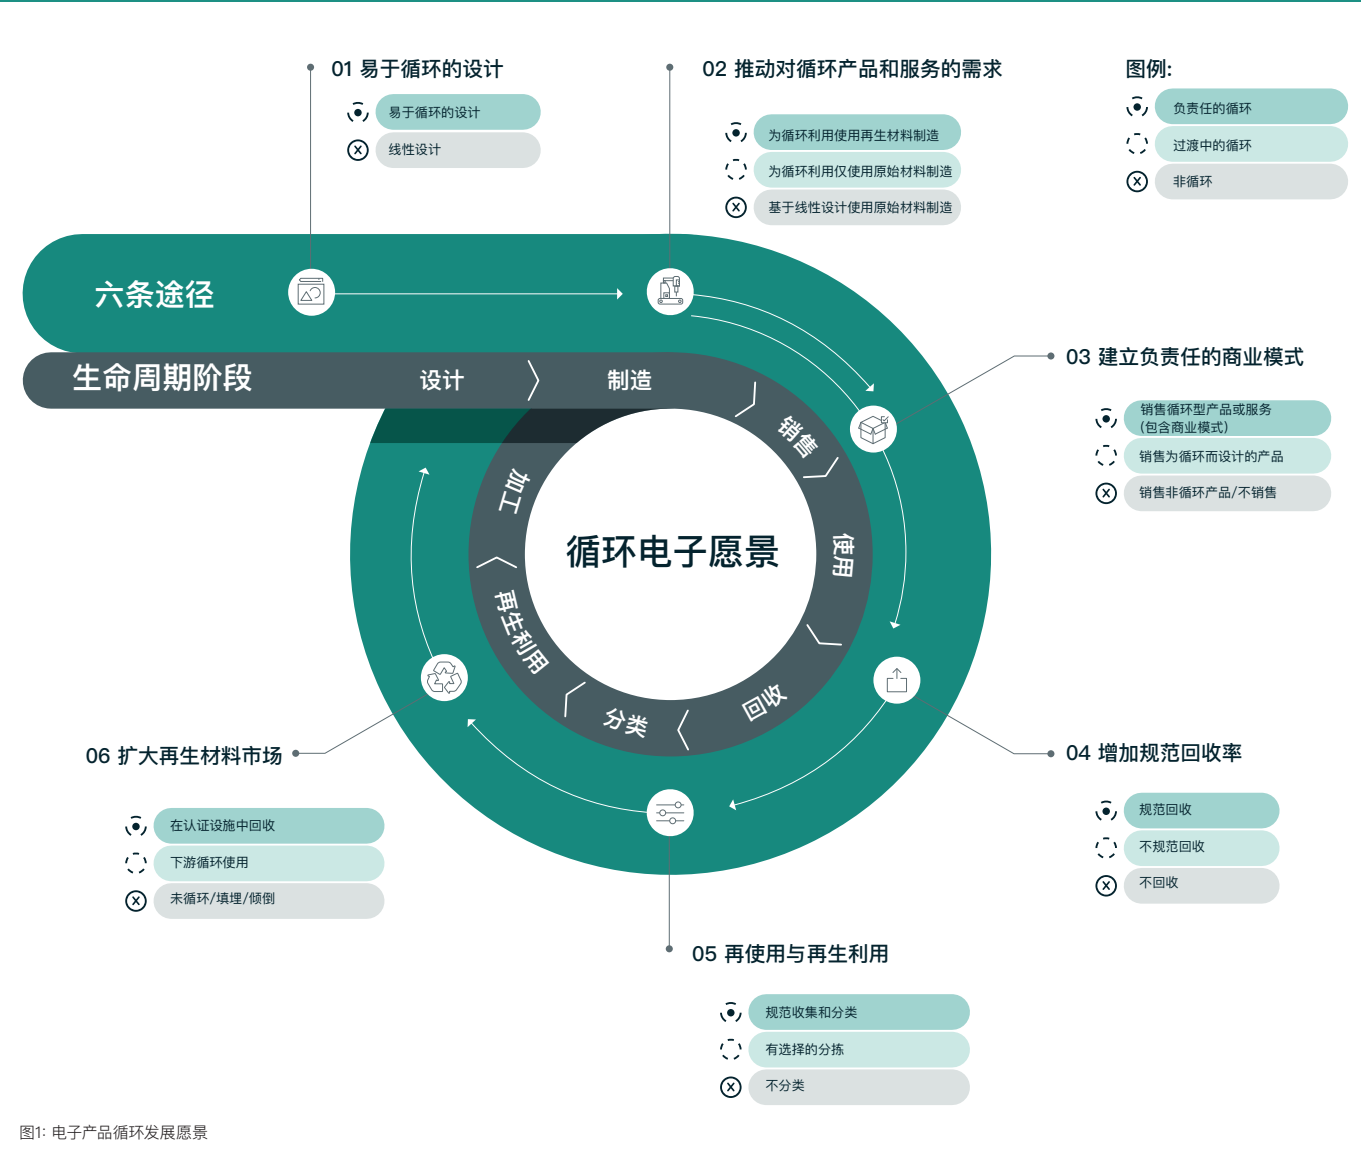 01 易于循环的设计
易于循环的设计
线性设计
02 推动对循环产品和服务的需求
为循环利用使用再生材料制造
为循环利用仅使用原始材料制造
基于线性设计使用原始材料制造
图例:
负责任的循环
过渡中的循环
非循环
六条途径
生命周期阶段
设计
制造
销售
使用
回收
分类
再生利用
加工
循环电子愿景
03 建立负责任的商业模式
销售循环型产品或服务
(包含商业模式)
销售为循环而设计的产品
销售非循环产品/不销售
04 增加规范回收率
规范回收
不规范回收
不回收
06 扩大再生材料市场
在认证设施中回收
下游循环使用
未循环/填埋/倾倒
05 再使用与再生利用
规范收集和分类
有选择的分拣
不分类
图1: 电子产品循环发展愿景